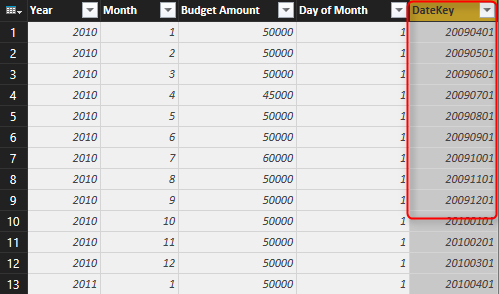 Year Month Budget Amount Day of Month DateKey
1 2010 1 50000 1 20090401
2 2010 2 50000 1 20090501
3 2010 3 50000 1 20090601
4 2010 4 45000 1 20090701
5 2010 5 50000 1 20090801
6 2010 6 50000 1 20090901
7 2010 7 60000 1 20091001
8 2010 8 50000 1 20091101
9 2010 9 50000 1 20091201
10 2010 10 50000 1 20100101
11 2010 11 50000 1 20100201
12 2010 12 50000 1 20100301
13 2011 1 50000 1 20100401